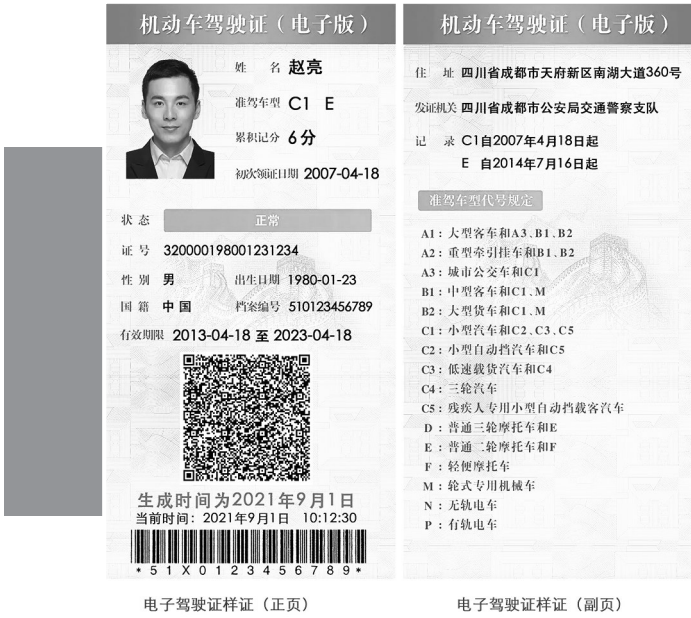 机动车驾驶证（电子版）
姓 名 赵亮
准驾车型 C1 E
累积记分 6分
初次领证日期 2007-04-18
状 态 正常
证 号 320000198001231234
性 别 男 出生日期 1980-01-23
国 籍 中国 档案编号 510123456789
有效期限 2013-04-18 至 2023-04-18
生成时间为2021年9月1日
当前时间：2021年9月1日 10:12:30
*51X0123456789*
电子驾驶证样证（正页）
机动车驾驶证（电子版）
住 址 四川省成都市天府新区南湖大道360号
发证机关 四川省成都市公安局交通警察支队
记 录 C1自2007年4月18日起
E 自2014年7月16日起
准驾车型代号规定
A1：大型客车和A3、B1、B2
A2：重型牵引挂车和B1、B2
A3：城市公交车和C1
B1：中型客车和C1、M
B2：大型货车和C1、M
C1：小型汽车和C2、C3、C5
C2：小型自动挡汽车和C5
C3：低速载货汽车和C4
C4：三轮汽车
C5：残疾人专用小型自动挡载客汽车
D：普通三轮摩托车和E
E：普通二轮摩托车和F
F：轻便摩托车
M：轮式专用机械车
N：无轨电车
P：有轨电车
电子驾驶证样证（副页）